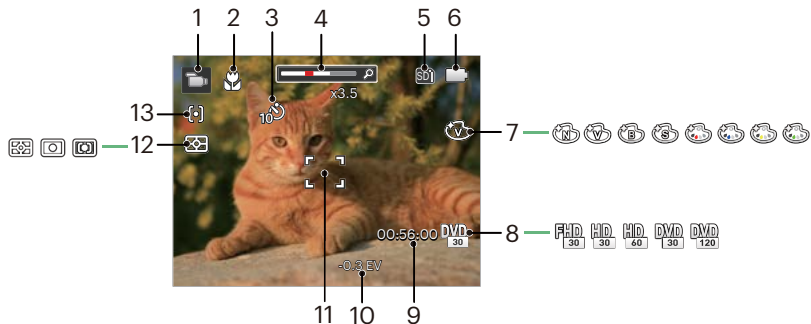 1 2 3 4 5 6
SD
x3.5
13
10
12
V
7
N V B S
00:56:00
DVD 30
8
FHD 30 HD 30 HD 60 DVD 30 DVD 120
-0.3 EV
11 10 9